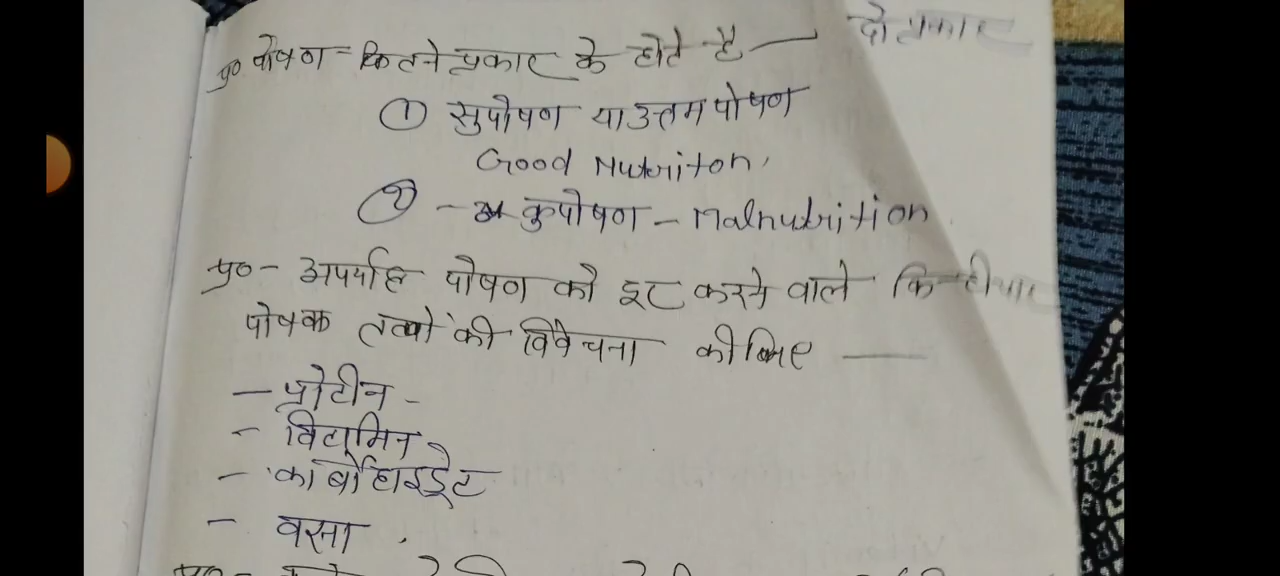 प्र० पोषण - कितने प्रकार के होते है — दो प्रकार
① सुपोषण या उत्तम पोषण
Good Nutriton,
② - कुपोषण - Malnutrition
प्र० - अपर्याप्त पोषण को दूर करने वाले किन्ही चार
पोषक तत्वो की विवेचना कीजिए —
- प्रोटीन -
- विटामिन
- कार्बोहाइड्रेट
- वसा .